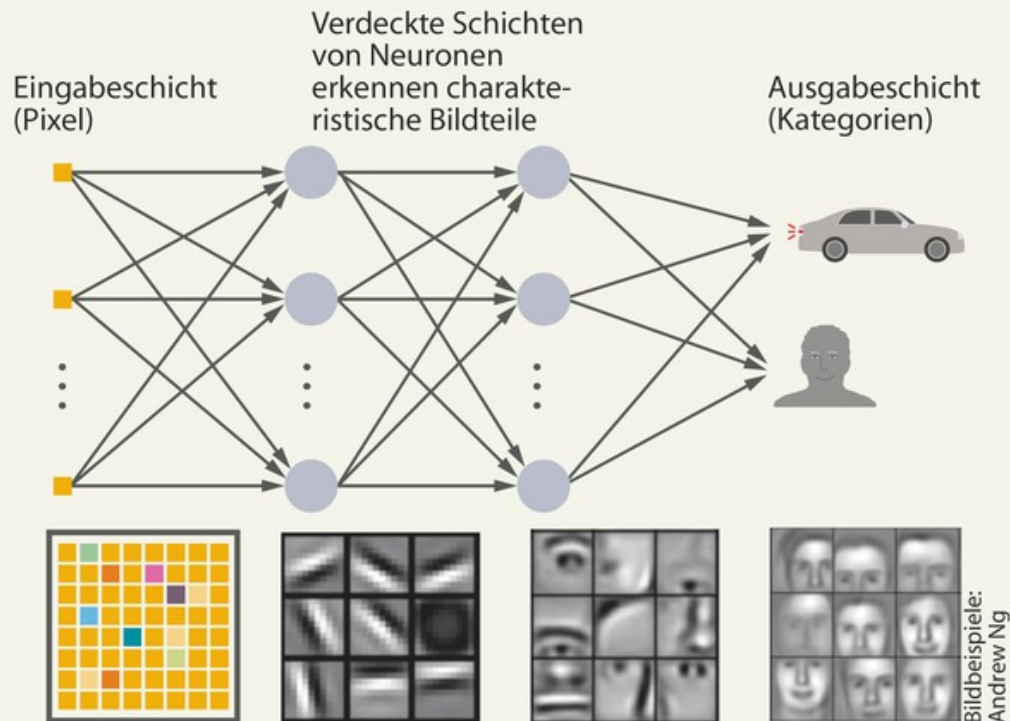 Eingabeschicht
(Pixel)
Verdeckte Schichten
von Neuronen
erkennen charakte-
ristische Bildteile
Ausgabeschicht
(Kategorien)
Bildbeispiele:
Andrew Ng